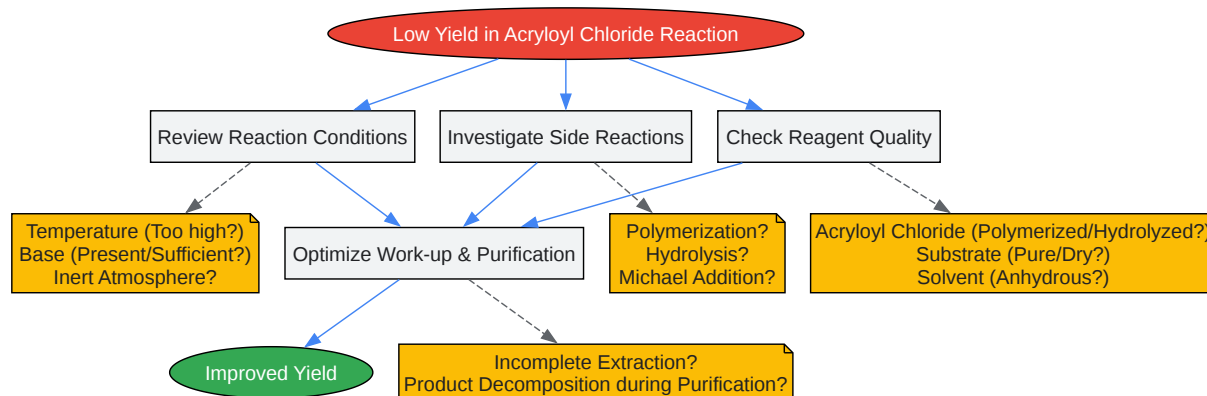 Low Yield in Acryloyl Chloride Reaction
Review Reaction Conditions
Investigate Side Reactions
Check Reagent Quality
Temperature (Too high?)
Base (Present/Sufficient?)
Inert Atmosphere?
Optimize Work-up & Purification
Polymerization?
Hydrolysis?
Michael Addition?
Acryloyl Chloride (Polymerized/Hydrolyzed?)
Substrate (Pure/Dry?)
Solvent (Anhydrous?)
Improved Yield
Incomplete Extraction?
Product Decomposition during Purification?